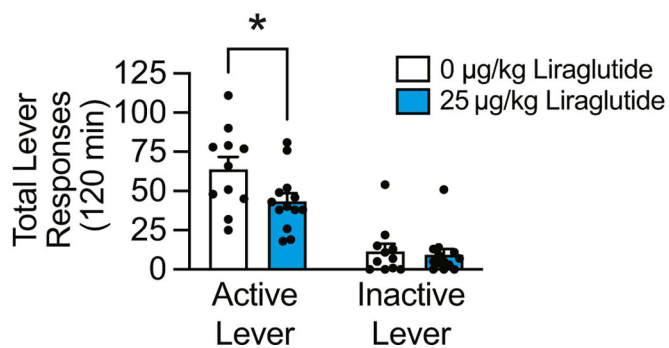 *
0 µg/kg Liraglutide
25 µg/kg Liraglutide
Total Lever
Responses
(120 min)
125
100
75
50
25
0
Active
Lever
Inactive
Lever